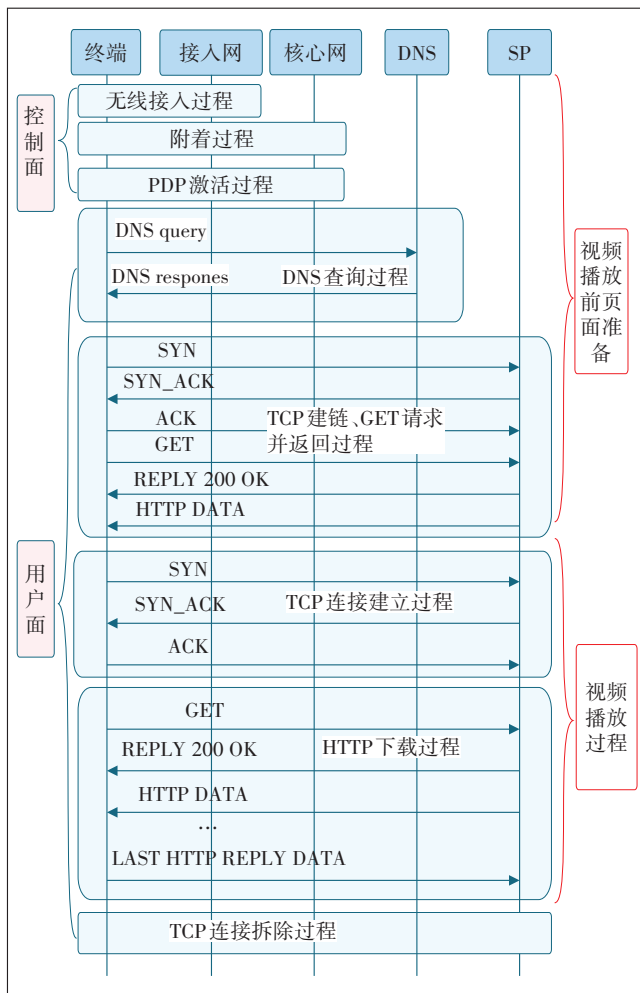 终端 接入网 核心网 DNS SP
控制面
无线接入过程
附着过程
PDP激活过程
视频播放前页面准备
DNS query
DNS respones DNS查询过程
SYN
SYN_ACK
ACK TCP建链、GET请求
GET 并返回过程
REPLY 200 OK
HTTP DATA
用户面
SYN
SYN_ACK TCP连接建立过程
ACK
视频播放过程
GET
REPLY 200 OK HTTP下载过程
HTTP DATA
...
LAST HTTP REPLY DATA
TCP连接拆除过程